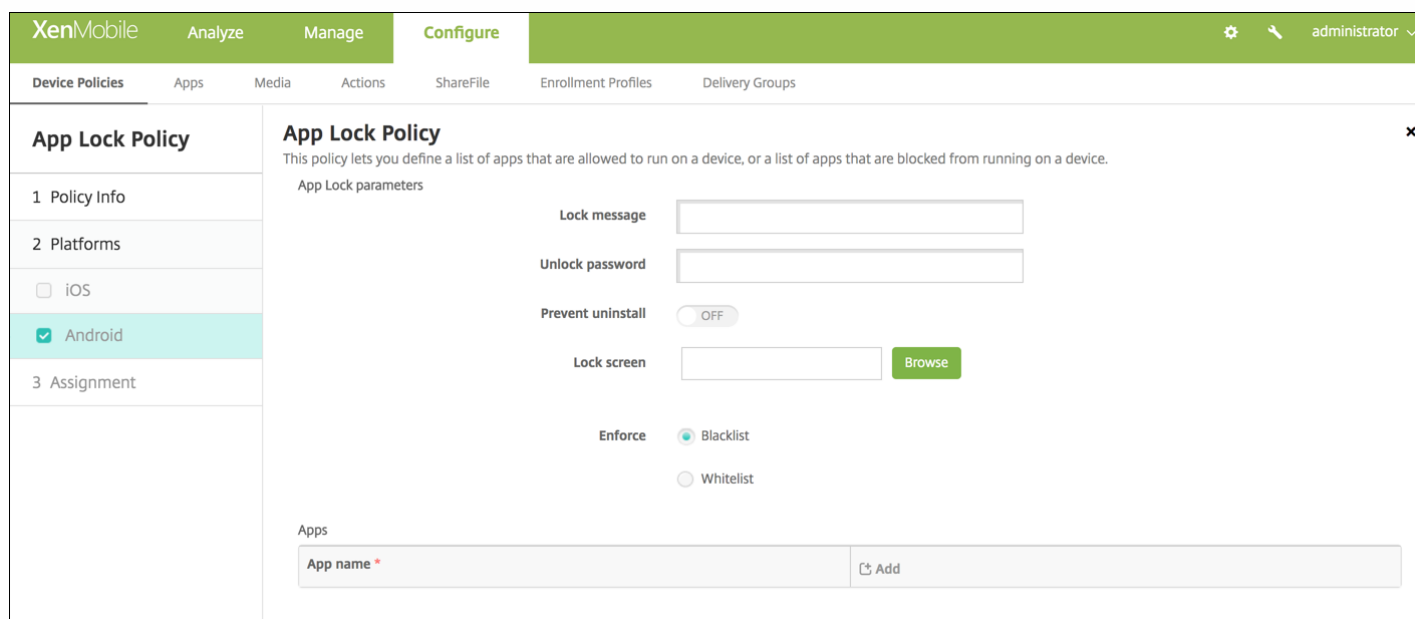 XenMobile Analyze Manage Configure administrator
Device Policies Apps Media Actions ShareFile Enrollment Profiles Delivery Groups
App Lock Policy
1 Policy Info
2 Platforms
iOS
Android
3 Assignment
App Lock Policy
This policy lets you define a list of apps that are allowed to run on a device, or a list of apps that are blocked from running on a device.
App Lock parameters
Lock message
Unlock password
Prevent uninstall OFF
Lock screen Browse
Enforce Blacklist
Whitelist
Apps
App name * Add